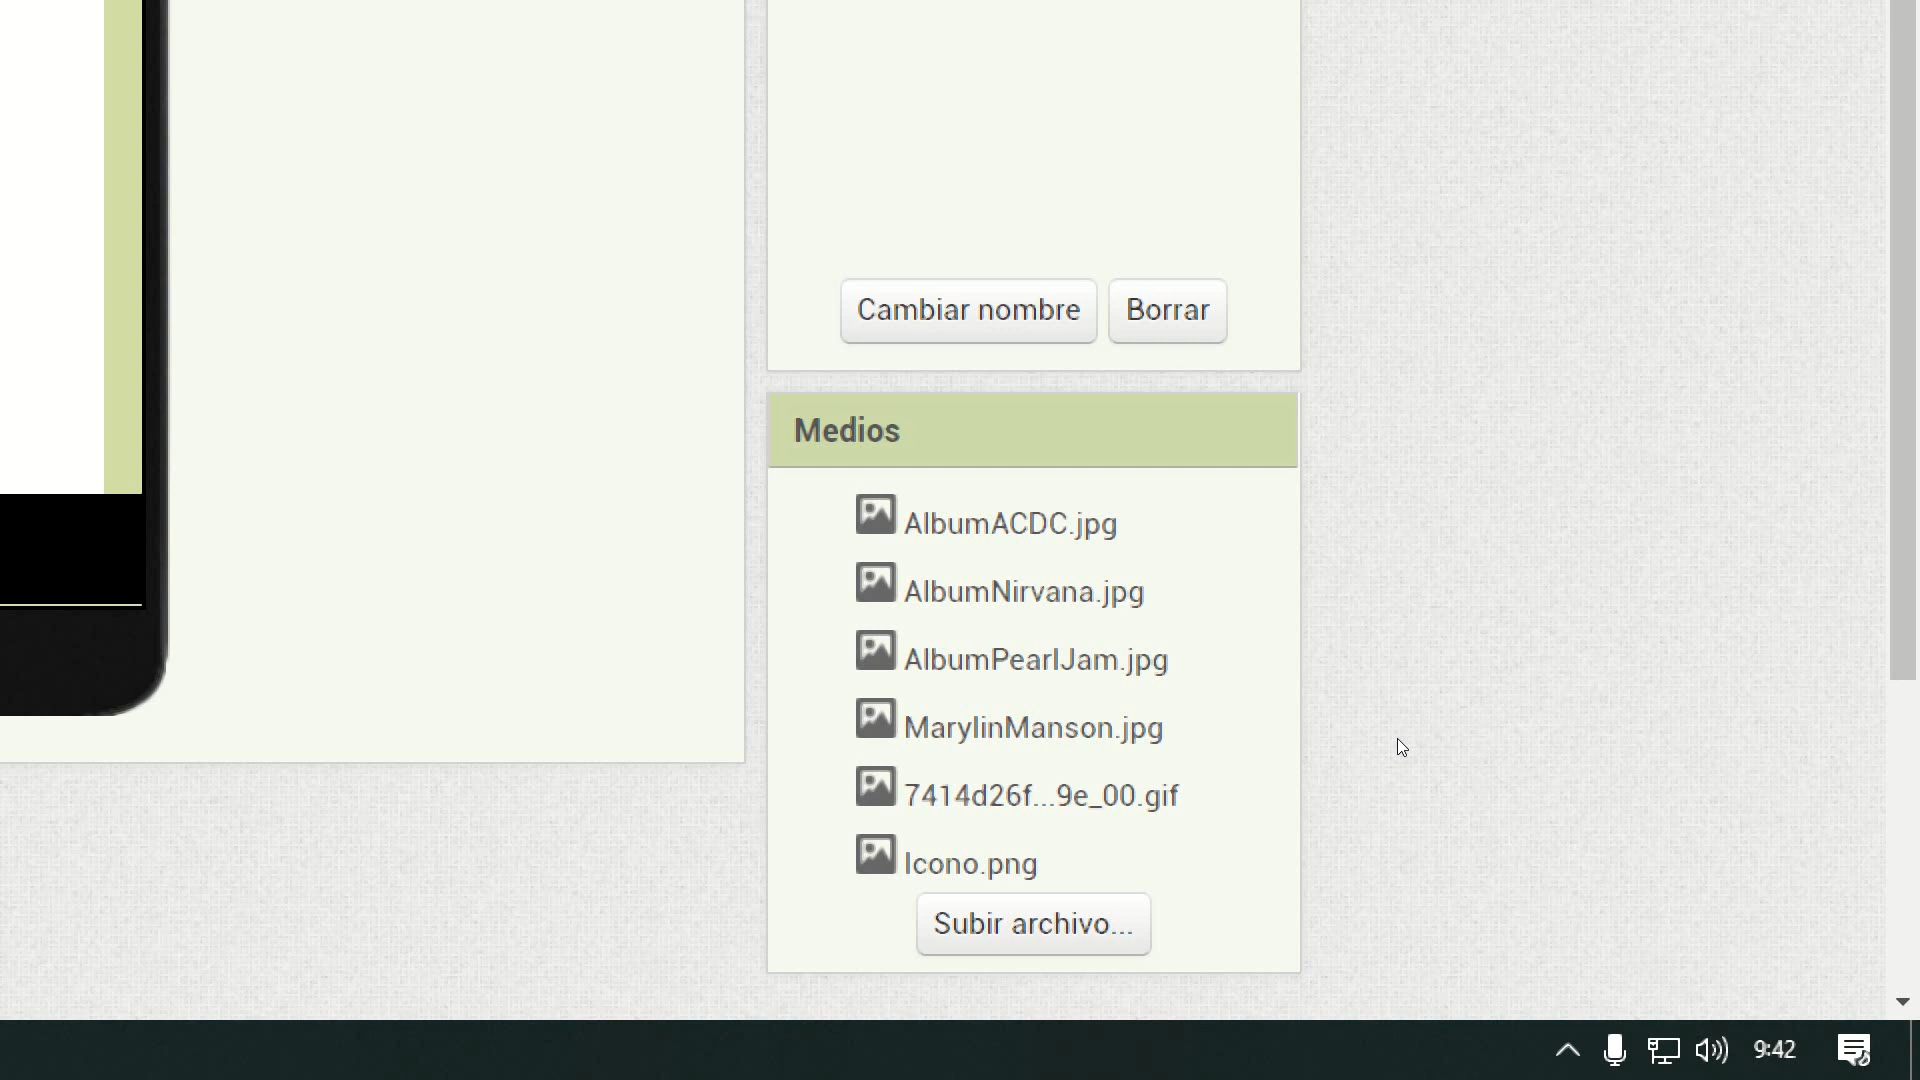 Cambiar nombre Borrar
Medios
AlbumACDC.jpg
AlbumNirvana.jpg
AlbumPearlJam.jpg
MarylinManson.jpg
7414d26f...9e_00.gif
Icono.png
Subir archivo...
9:42